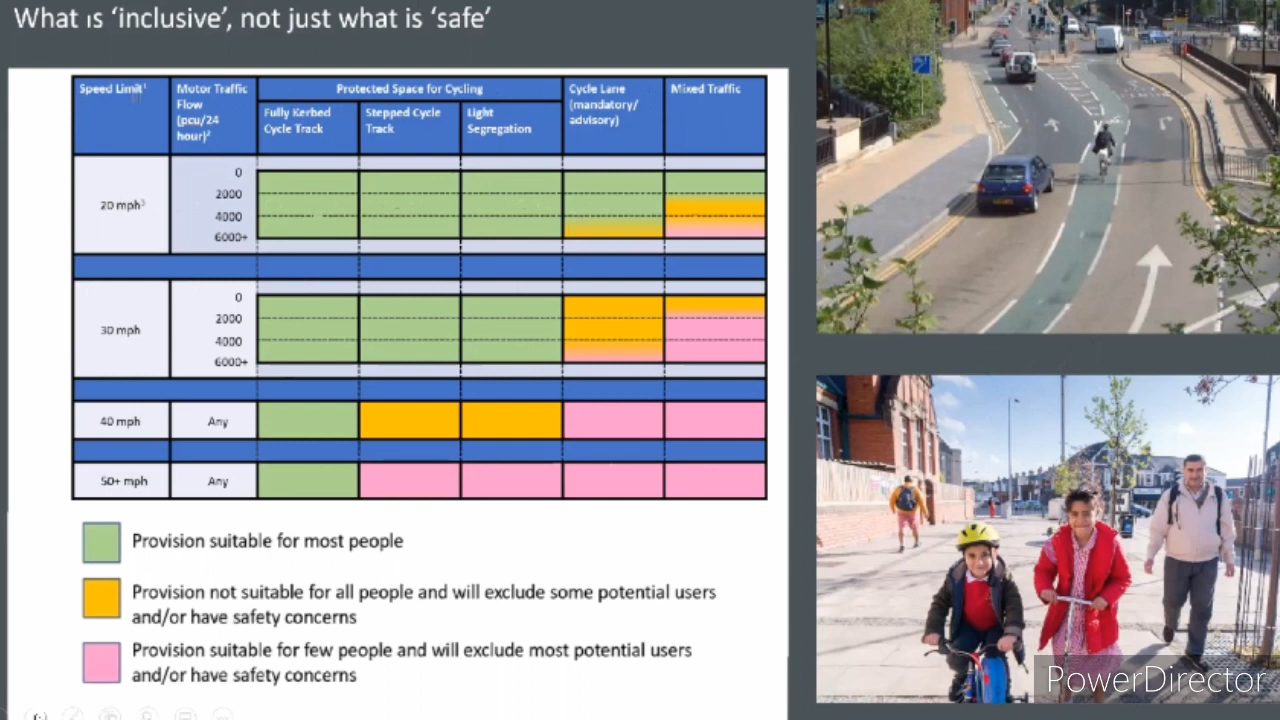 What is ‘inclusive’, not just what is ‘safe’
Speed Limit¹
Motor Traffic
Flow
(pcu/24
hour)²
Protected Space for Cycling
Fully Kerbed
Cycle Track
Stepped Cycle
Track
Light
Segregation
Cycle Lane
(mandatory/
advisory)
Mixed Traffic
20 mph³
0
2000
4000
6000+
30 mph
0
2000
4000
6000+
40 mph
Any
50+ mph
Any
Provision suitable for most people
Provision not suitable for all people and will exclude some potential users
and/or have safety concerns
Provision suitable for few people and will exclude most potential users
and/or have safety concerns
PowerDirector